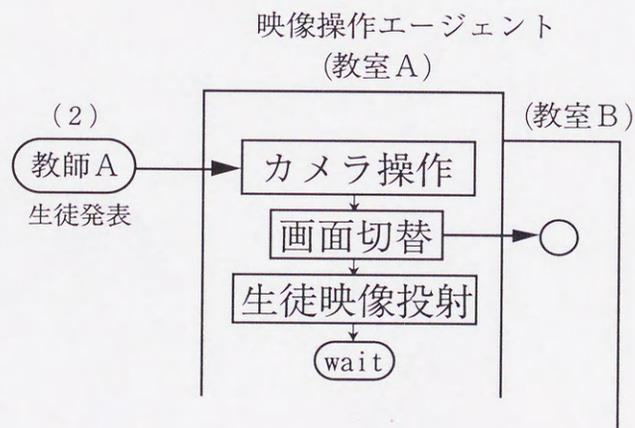 映像操作エージェント
(教室A)
(教室B)
(2)
教師A
生徒発表
カメラ操作
画面切替
生徒映像投射
wait